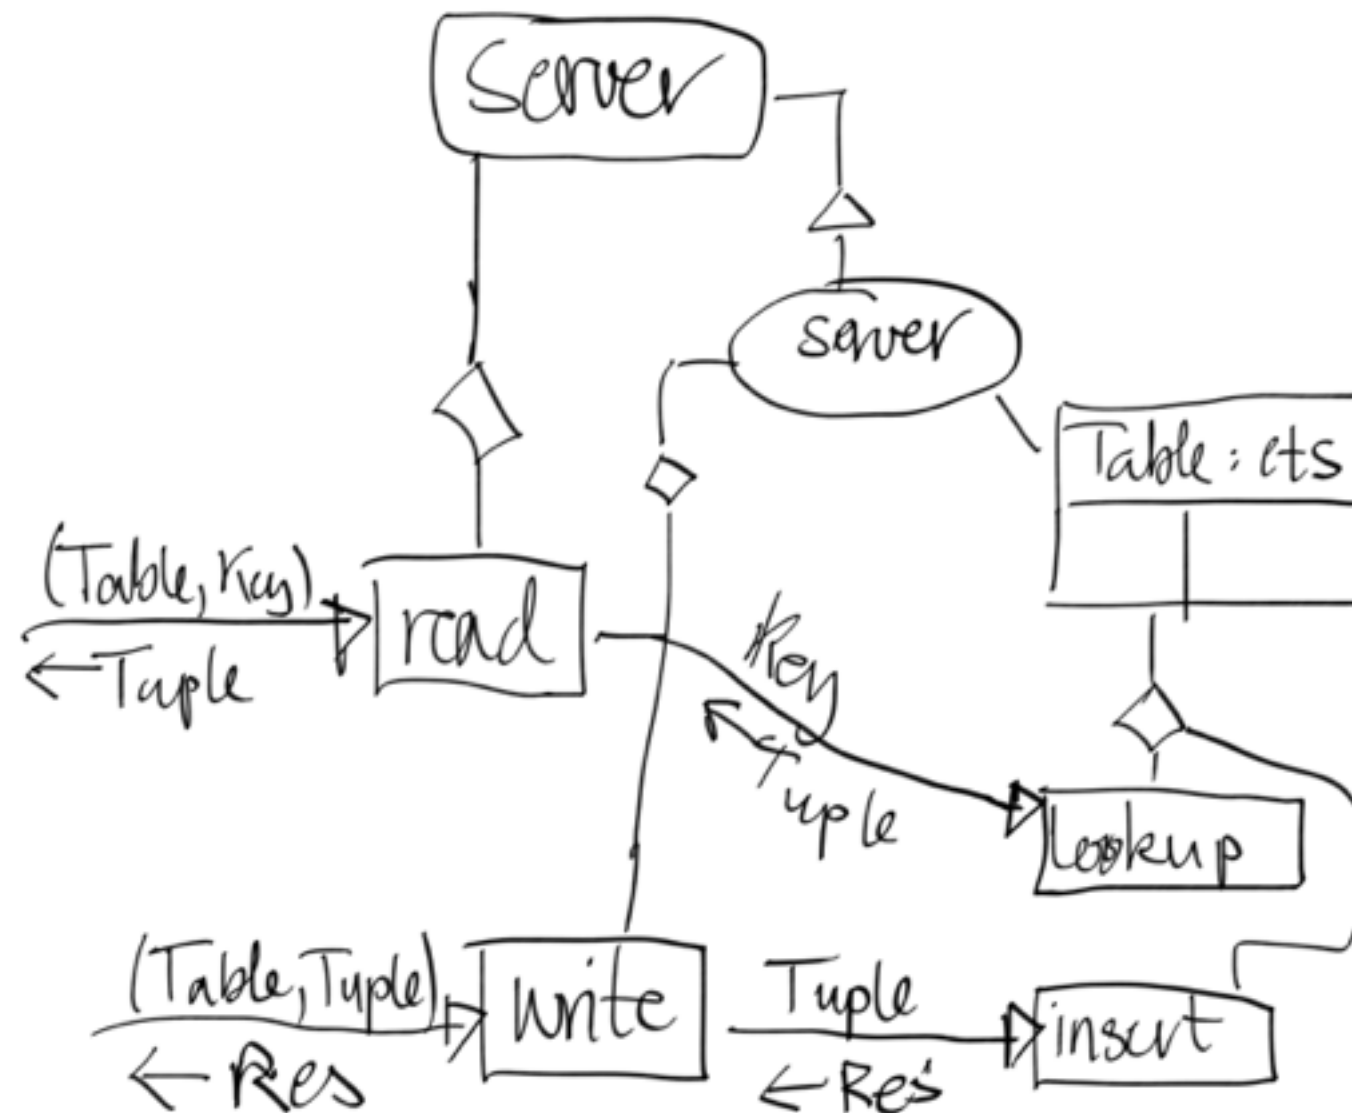 Server
server
Table : ets
(Table, Key)
read
← Tuple
Key
Tuple
lookup
(Table, Tuple)
write
Tuple
insert
← Res
← Res